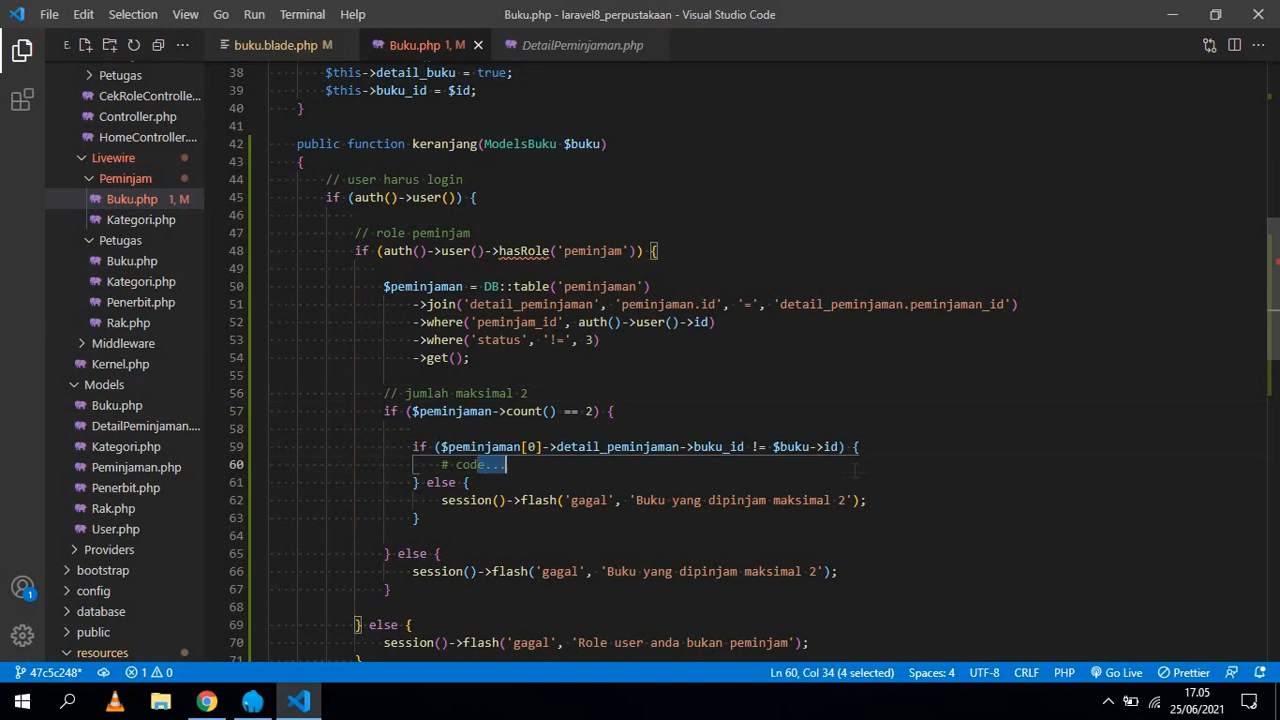 File Edit Selection View Go Run Terminal Help
Buku.php - laravel8_perpustakaan - Visual Studio Code
E.
buku.blade.php M
Buku.php 1, M
DetailPeminjaman.php
Petugas
CekRoleControlle...
Controller.php
HomeController....
Livewire
Peminjam
Buku.php 1, M
Kategori.php
Petugas
Buku.php
Kategori.php
Penerbit.php
Rak.php
Middleware
Kernel.php
Models
Buku.php
DetailPeminjaman....
Kategori.php
Peminjaman.php
Penerbit.php
Rak.php
User.php
Providers
bootstrap
config
database
public
resources
38 $this->detail_buku = true;
39 $this->buku_id = $id;
40 }
41
42 public function keranjang(ModelsBuku $buku)
43 {
44 // user harus login
45 if (auth()->user()) {
46
47 // role peminjam
48 if (auth()->user()->hasRole('peminjam')) {
49
50 $peminjaman = DB::table('peminjaman')
51 ->join('detail_peminjaman', 'peminjaman.id', '=', 'detail_peminjaman.peminjaman_id')
52 ->where('peminjam_id', auth()->user()->id)
53 ->where('status', '!=', 3)
54 ->get();
55
56 // jumlah maksimal 2
57 if ($peminjaman->count() == 2) {
58
59 if ($peminjaman[0]->detail_peminjaman->buku_id != $buku->id) {
60 # code...
61 } else {
62 session()->flash('gagal', 'Buku yang dipinjam maksimal 2');
63 }
64
65 } else {
66 session()->flash('gagal', 'Buku yang dipinjam maksimal 2');
67 }
68
69 } else {
70 session()->flash('gagal', 'Role user anda bukan peminjam');
71 }
1
47c5c248* 1 0 Ln 60, Col 34 (4 selected) Spaces: 4 UTF-8 CRLF PHP Go Live Prettier
17.05
25/06/2021